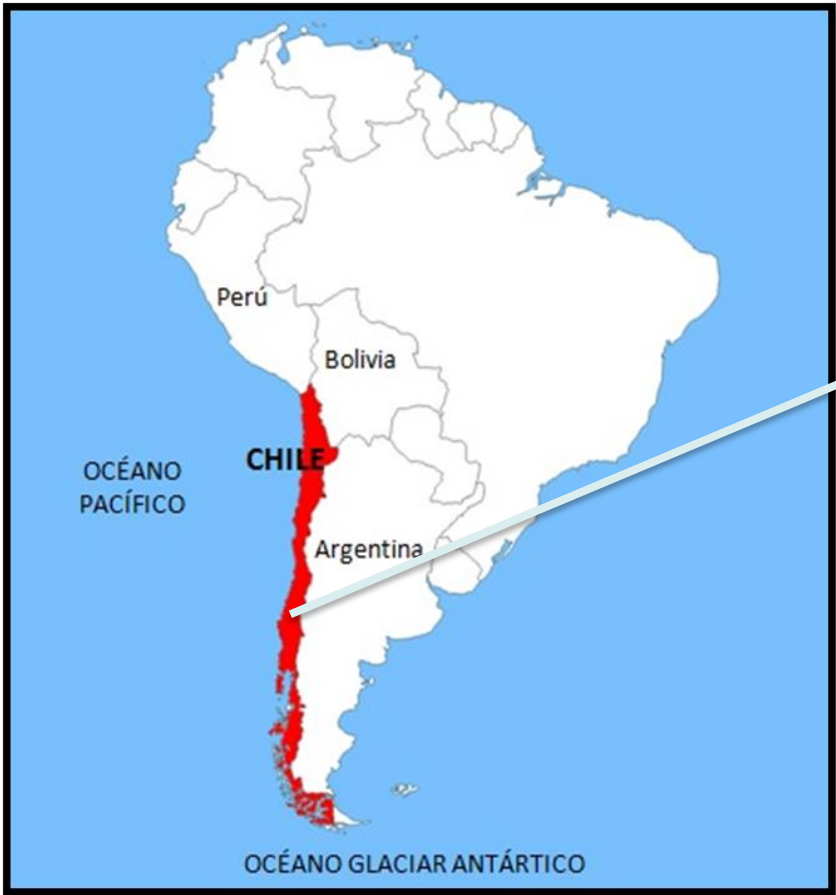 Perú
Bolivia
CHILE
OCÉANO
PACÍFICO
Argentina
OCÉANO GLACIAR ANTÁRTICO